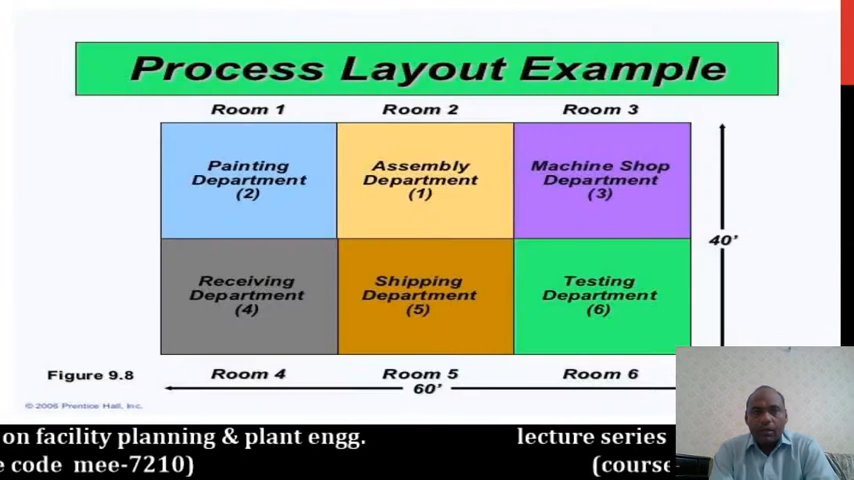 Process Layout Example
Room 1 Room 2 Room 3
Painting Department (2)
Assembly Department (1)
Machine Shop Department (3)
40'
Receiving Department (4)
Shipping Department (5)
Testing Department (6)
Figure 9.8
Room 4 Room 5 Room 6
60'
© 2006 Prentice Hall, Inc.
on facility planning & plant engg. lecture series
e code mee-7210) (course-